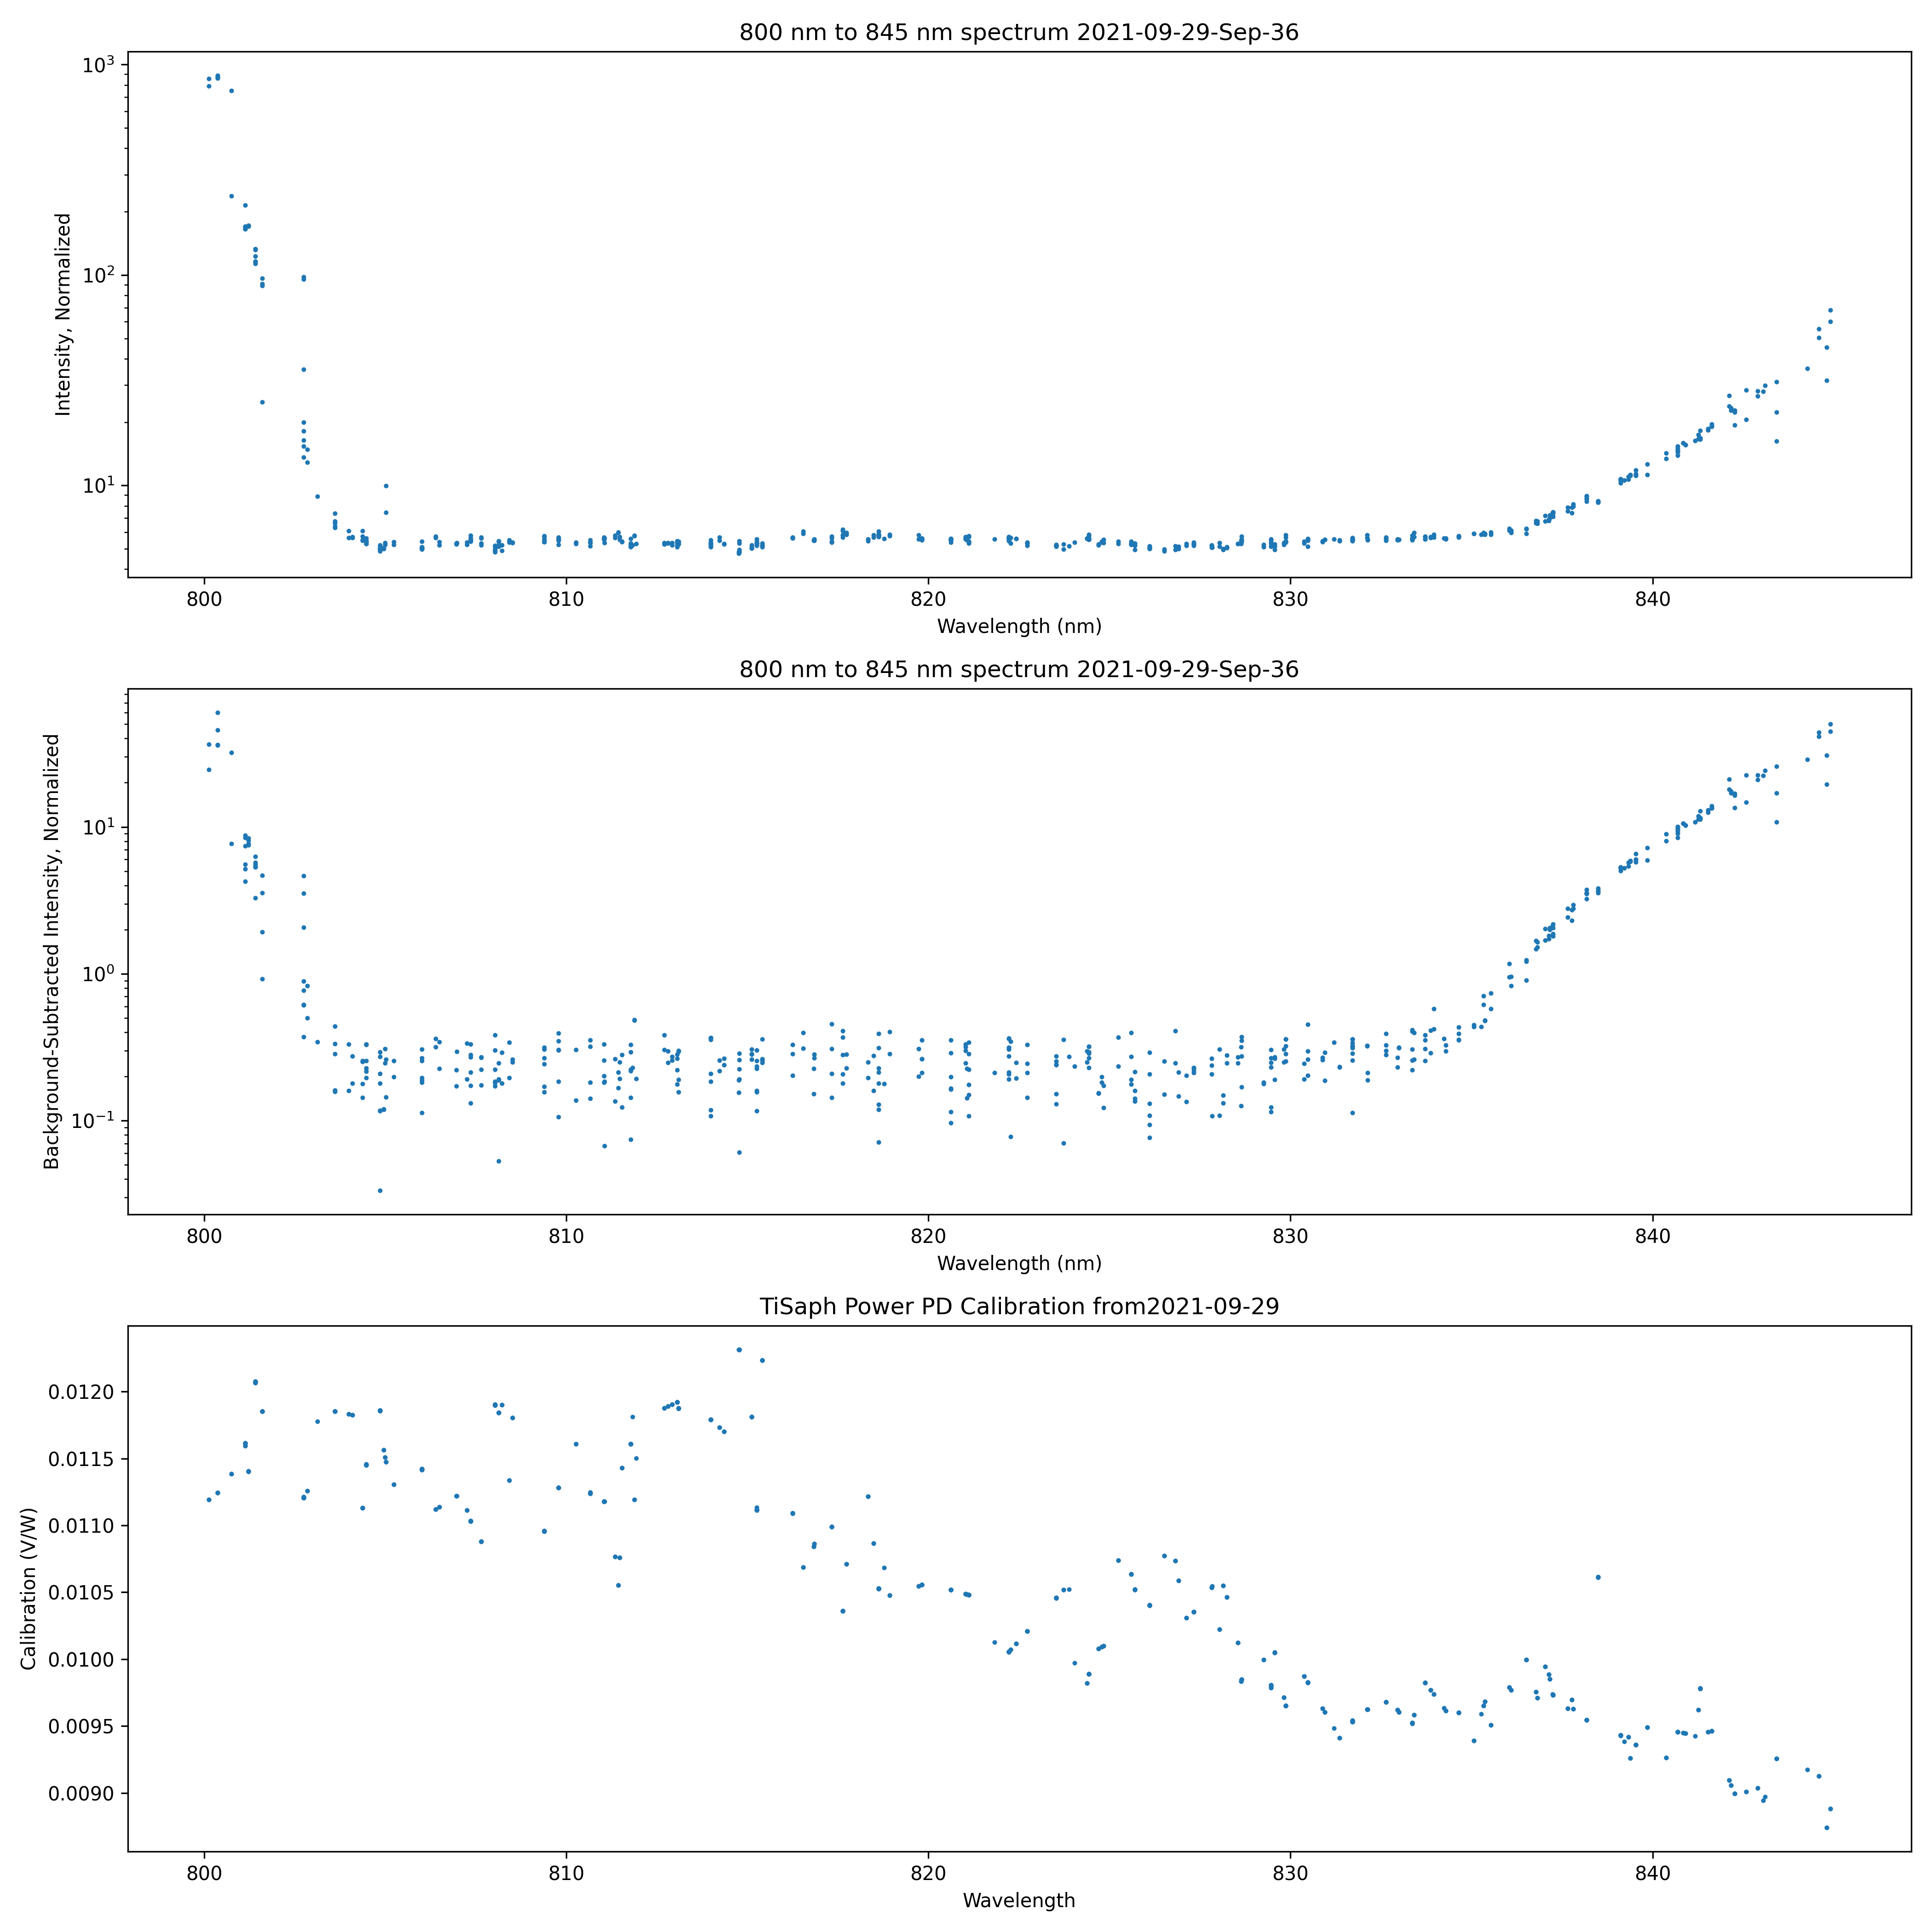 800 nm to 845 nm spectrum 2021-09-29-Sep-36
10³
10²
10¹
Intensity, Normalized
800 810 820 830 840
Wavelength (nm)
800 nm to 845 nm spectrum 2021-09-29-Sep-36
10¹
10⁰
10⁻¹
Background-Subtracted Intensity, Normalized
800 810 820 830 840
Wavelength (nm)
TiSaph Power PD Calibration from2021-09-29
0.0120
0.0115
0.0110
0.0105
0.0100
0.0095
0.0090
Calibration (V/W)
800 810 820 830 840
Wavelength